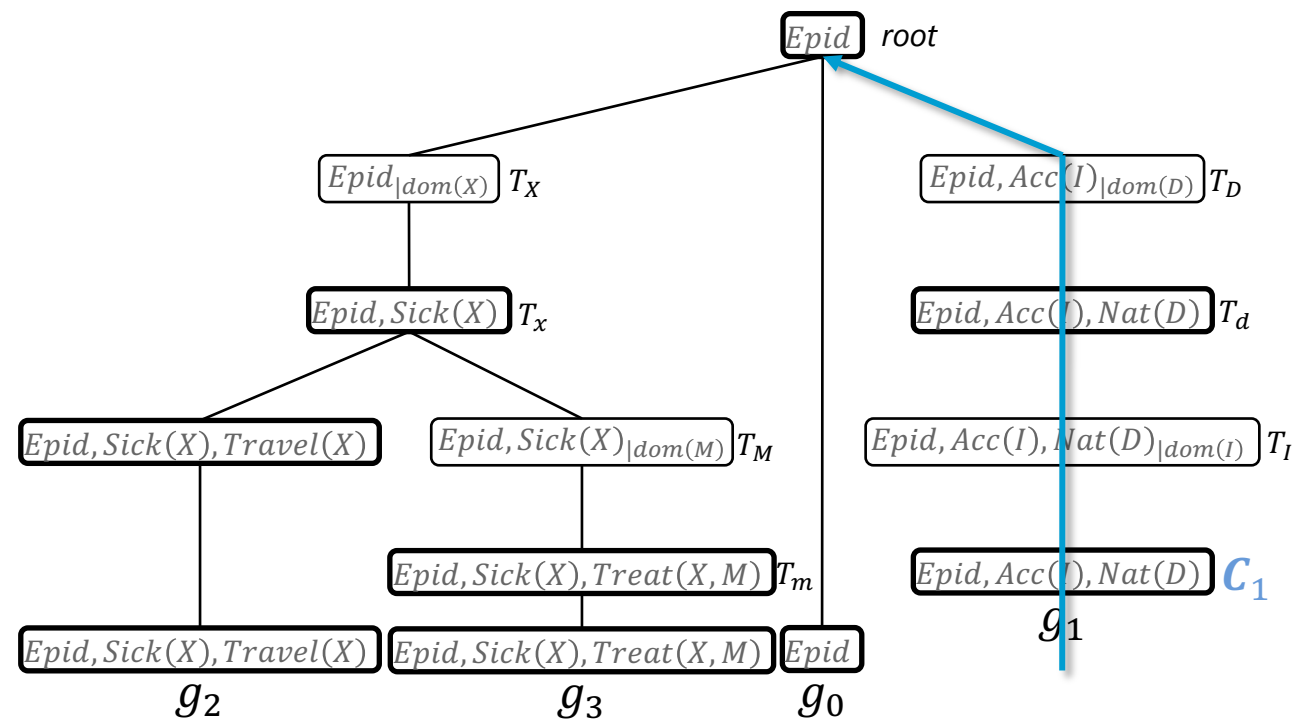 Epid root
Epid|dom(X) T_X
Epid, Acc(I)|dom(D) T_D
Epid, Sick(X) T_x
Epid, Acc(I), Nat(D) T_d
Epid, Sick(X), Travel(X)
Epid, Sick(X)|dom(M) T_M
Epid, Acc(I), Nat(D)|dom(I) T_I
Epid, Sick(X), Treat(X, M) T_m
Epid, Acc(I), Nat(D) C_1
g_1
Epid, Sick(X), Travel(X)
Epid, Sick(X), Treat(X, M)
Epid
g_2
g_3
g_0